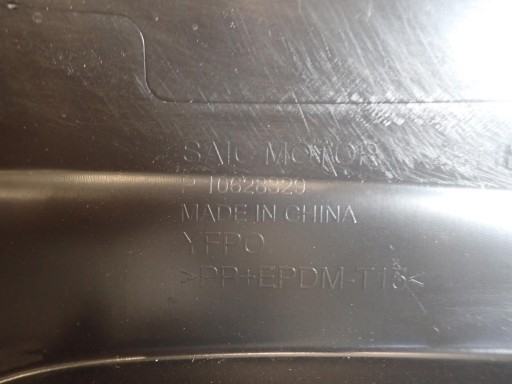 SAIC MOTOR
P 10628929
MADE IN CHINA
YFPO
>PP+EPDM-T15<